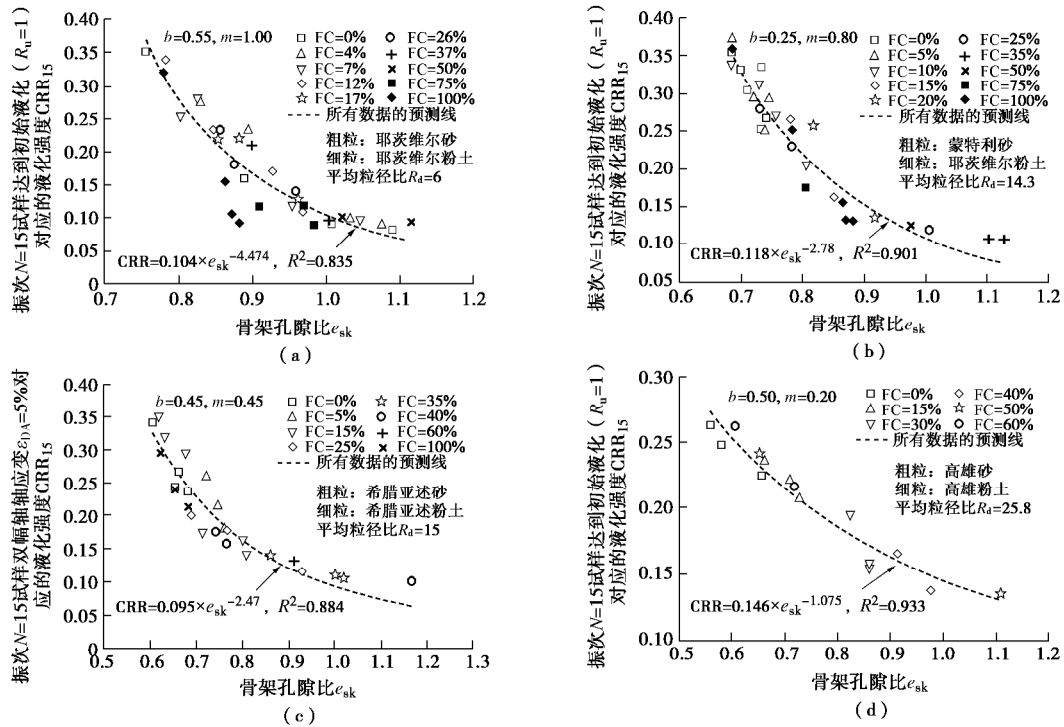 振次N=15试样达到初始液化（Ru=1）
对应的液化强度CRR15
0.40
0.35
0.30
0.25
0.20
0.15
0.10
0.05
0
b=0.55, m=1.00
FC=0%
FC=4%
FC=7%
FC=12%
FC=17%
FC=26%
FC=37%
FC=50%
FC=75%
FC=100%
所有数据的预测线
粗粒：耶茨维尔砂
细粒：耶茨维尔粉土
平均粒径比Rd=6
CRR=0.104×esk^-4.474，R²=0.835
0.7 0.8 0.9 1.0 1.1 1.2
骨架孔隙比esk
（a）
振次N=15试样达到初始液化（Ru=1）
对应的液化强度CRR15
0.40
0.35
0.30
0.25
0.20
0.15
0.10
0.05
b=0.25, m=0.80
FC=0%
FC=5%
FC=10%
FC=15%
FC=20%
FC=25%
FC=35%
FC=50%
FC=75%
FC=100%
所有数据的预测线
粗粒：蒙特利砂
细粒：耶茨维尔粉土
平均粒径比Rd=14.3
CRR=0.118×esk^-2.78，R²=0.901
0.6 0.7 0.8 0.9 1.0 1.1 1.2
骨架孔隙比esk
（b）
振次N=15试样双幅轴轴应变εDA=5%对
应的液化强度CRR15
0.40
0.35
0.30
0.25
0.20
0.15
0.10
0.05
0
b=0.45, m=0.45
FC=0%
FC=5%
FC=15%
FC=25%
FC=35%
FC=40%
FC=60%
FC=100%
所有数据的预测线
粗粒：希腊亚述砂
细粒：希腊亚述粉土
平均粒径比Rd=15
CRR=0.095×esk^-2.47，R²=0.884
0.5 0.6 0.7 0.8 0.9 1.0 1.1 1.2 1.3
骨架孔隙比esk
（c）
振次N=15试样达到初始液化（Ru=1）
对应的液化强度CRR15
0.30
0.25
0.20
0.15
0.10
b=0.50, m=0.20
FC=0%
FC=15%
FC=30%
FC=40%
FC=50%
FC=60%
所有数据的预测线
粗粒：高雄砂
细粒：高雄粉土
平均粒径比Rd=25.8
CRR=0.146×esk^-1.075，R²=0.933
0.5 0.6 0.7 0.8 0.9 1.0 1.1 1.2
骨架孔隙比esk
（d）